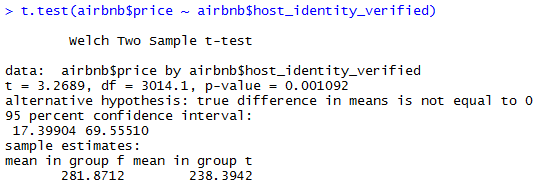 > t.test(airbnb$price ~ airbnb$host_identity_verified)
Welch Two Sample t-test
data:  airbnb$price by airbnb$host_identity_verified
t = 3.2689, df = 3014.1, p-value = 0.001092
alternative hypothesis: true difference in means is not equal to 0
95 percent confidence interval:
17.39904 69.55510
sample estimates:
mean in group f mean in group t
281.8712 238.3942